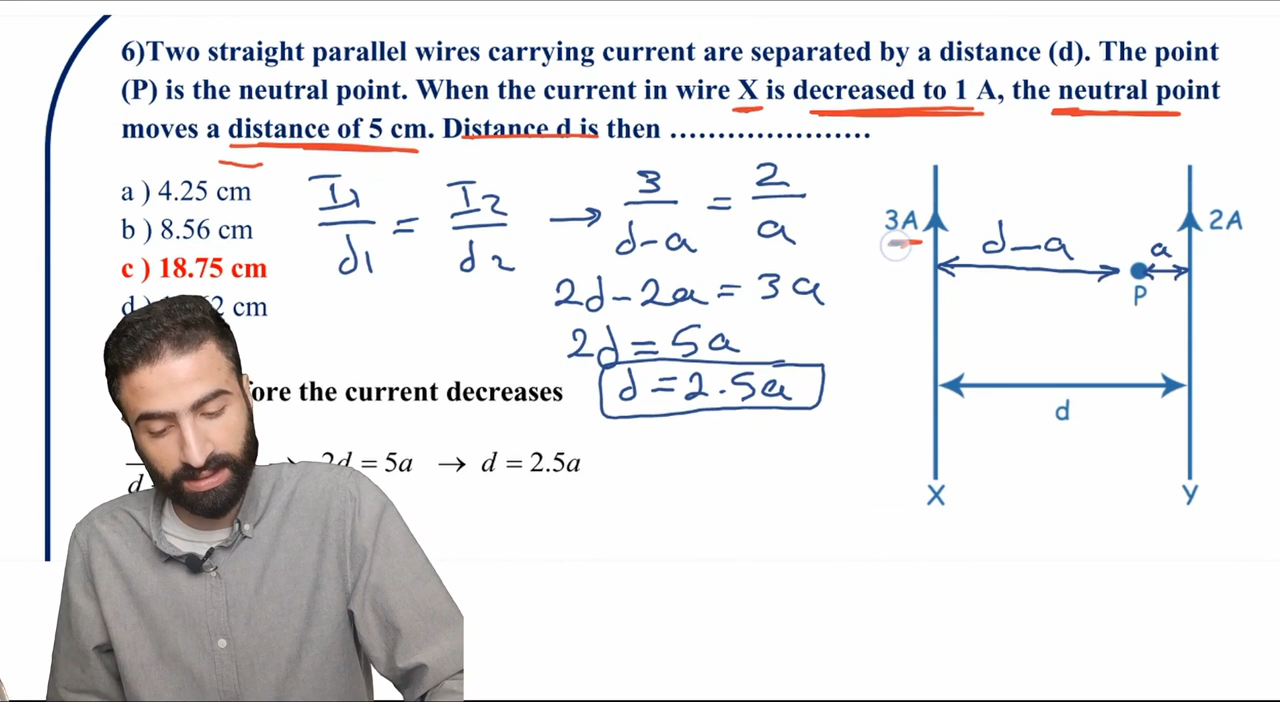 6)Two straight parallel wires carrying current are separated by a distance (d). The point
(P) is the neutral point. When the current in wire X is decreased to 1 A, the neutral point
moves a distance of 5 cm. Distance d is then …………………
a ) 4.25 cm
b ) 8.56 cm
c ) 18.75 cm
d 2 cm
I1/d1 = I2/d2 → 3/d-a = 2/a
2d-2a = 3a
2d = 5a
d = 2.5a
ore the current decreases
d
2d = 5a → d = 2.5a
3A
2A
d-a
a
P
d
X
y